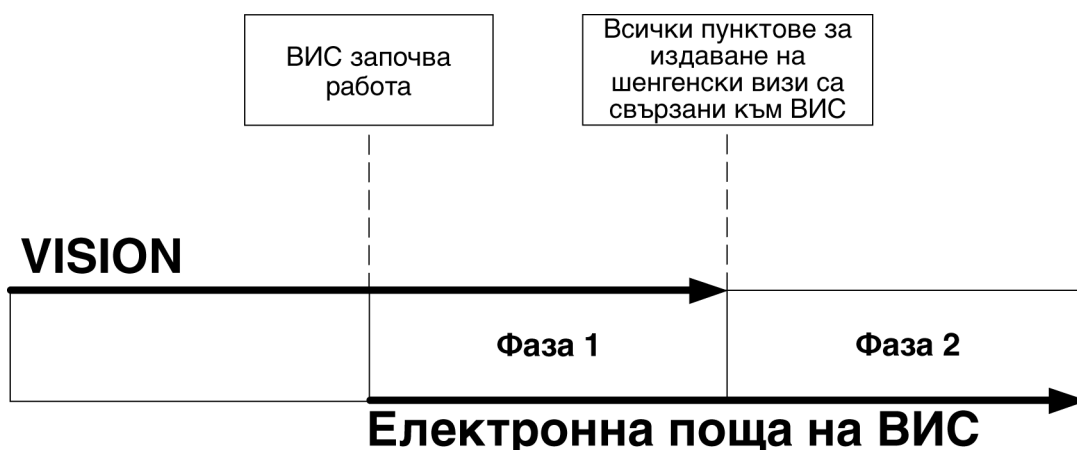 ВИС започва
работа
Всички пунктове за
издаване на
шенгенски визи са
свързани към ВИС
VISION
Фаза 1
Фаза 2
Електронна поща на ВИС